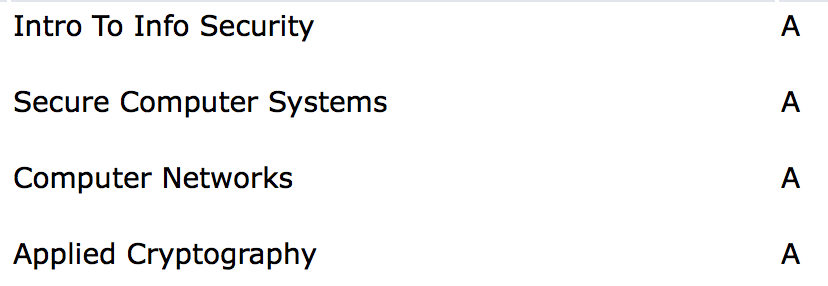 Intro To Info Security A
Secure Computer Systems A
Computer Networks A
Applied Cryptography A